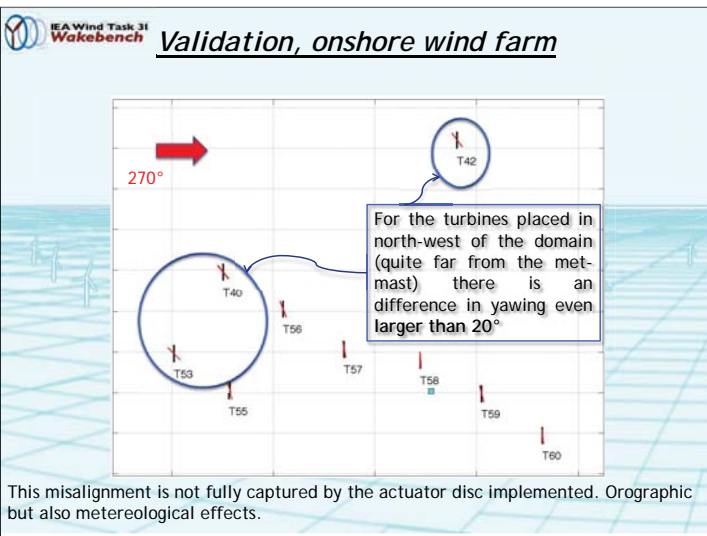 IEA Wind Task 31
Wakebench
Validation, onshore wind farm
270°
T42
For the turbines placed in
north-west of the domain
(quite far from the met-
mast) there is an
difference in yawing even
larger than 20°
T40
T56
T53
T57
T58
T55
T59
T60
This misalignment is not fully captured by the actuator disc implemented. Orographic
but also metereological effects.